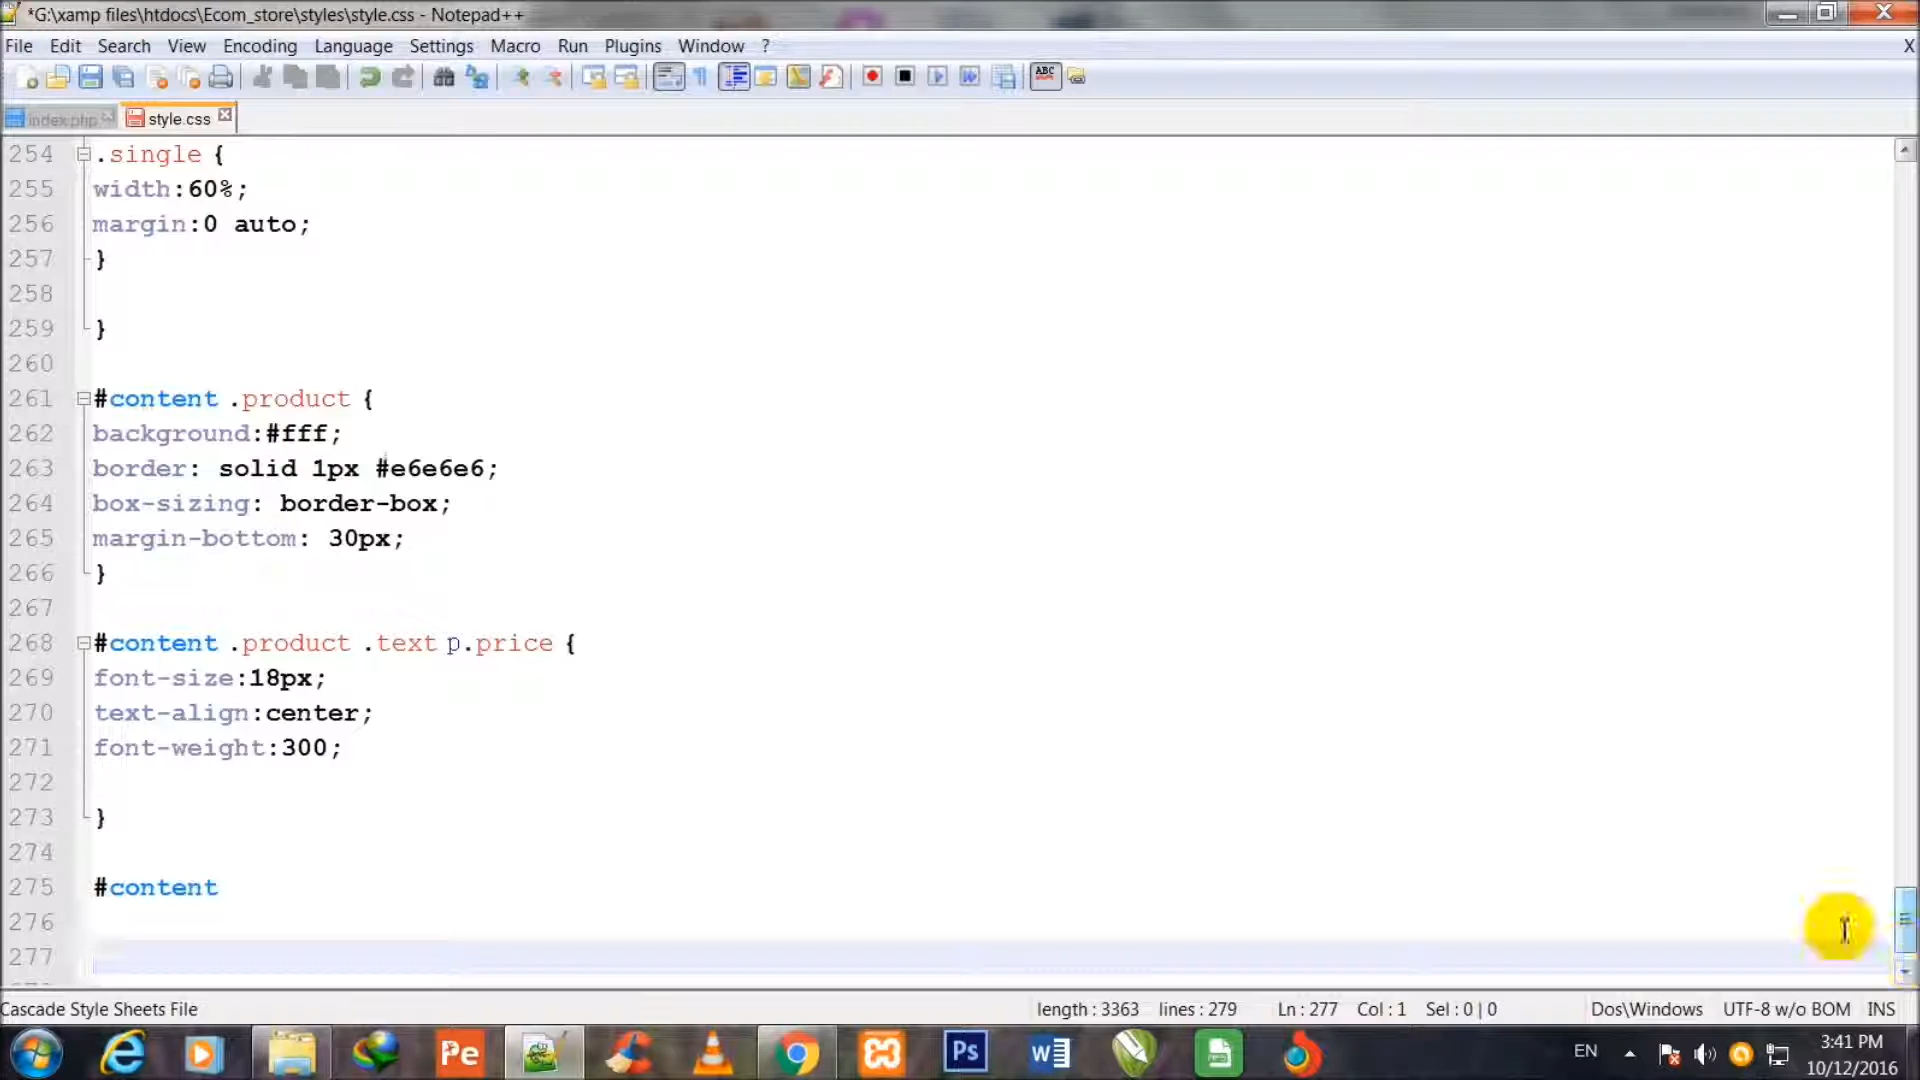 *G:\xamp files\htdocs\Ecom_store\styles\style.css - Notepad++
File Edit Search View Encoding Language Settings Macro Run Plugins Window ? X
ABC
index.php style.css
254 .single {
255 width:60%;
256 margin:0 auto;
257 }
258
259 }
260
261 #content .product {
262 background:#fff;
263 border: solid 1px #e6e6e6;
264 box-sizing: border-box;
265 margin-bottom: 30px;
266 }
267
268 #content .product .text p.price {
269 font-size:18px;
270 text-align:center;
271 font-weight:300;
272
273 }
274
275 #content
276
277
Cascade Style Sheets File length : 3363 lines : 279 Ln : 277 Col : 1 Sel : 0 | 0 Dos\Windows UTF-8 w/o BOM INS
Pe Ps W EN 3:41 PM
10/12/2016